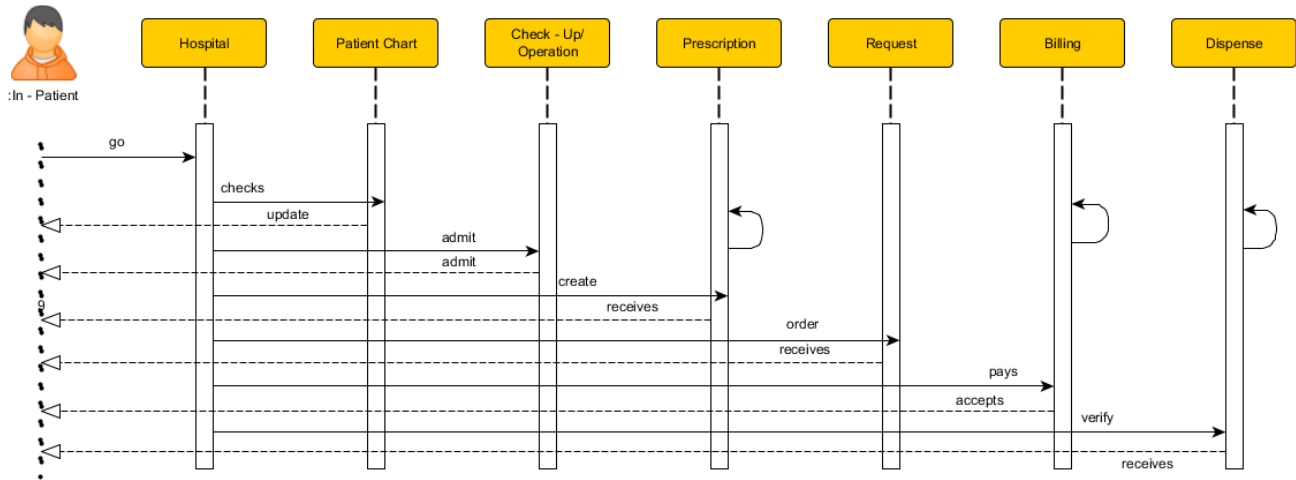 Hospital
Patient Chart
Check - Up/
Operation
Prescription
Request
Billing
Dispense
:In - Patient
go
checks
update
admit
admit
create
9
receives
order
receives
pays
accepts
verify
receives